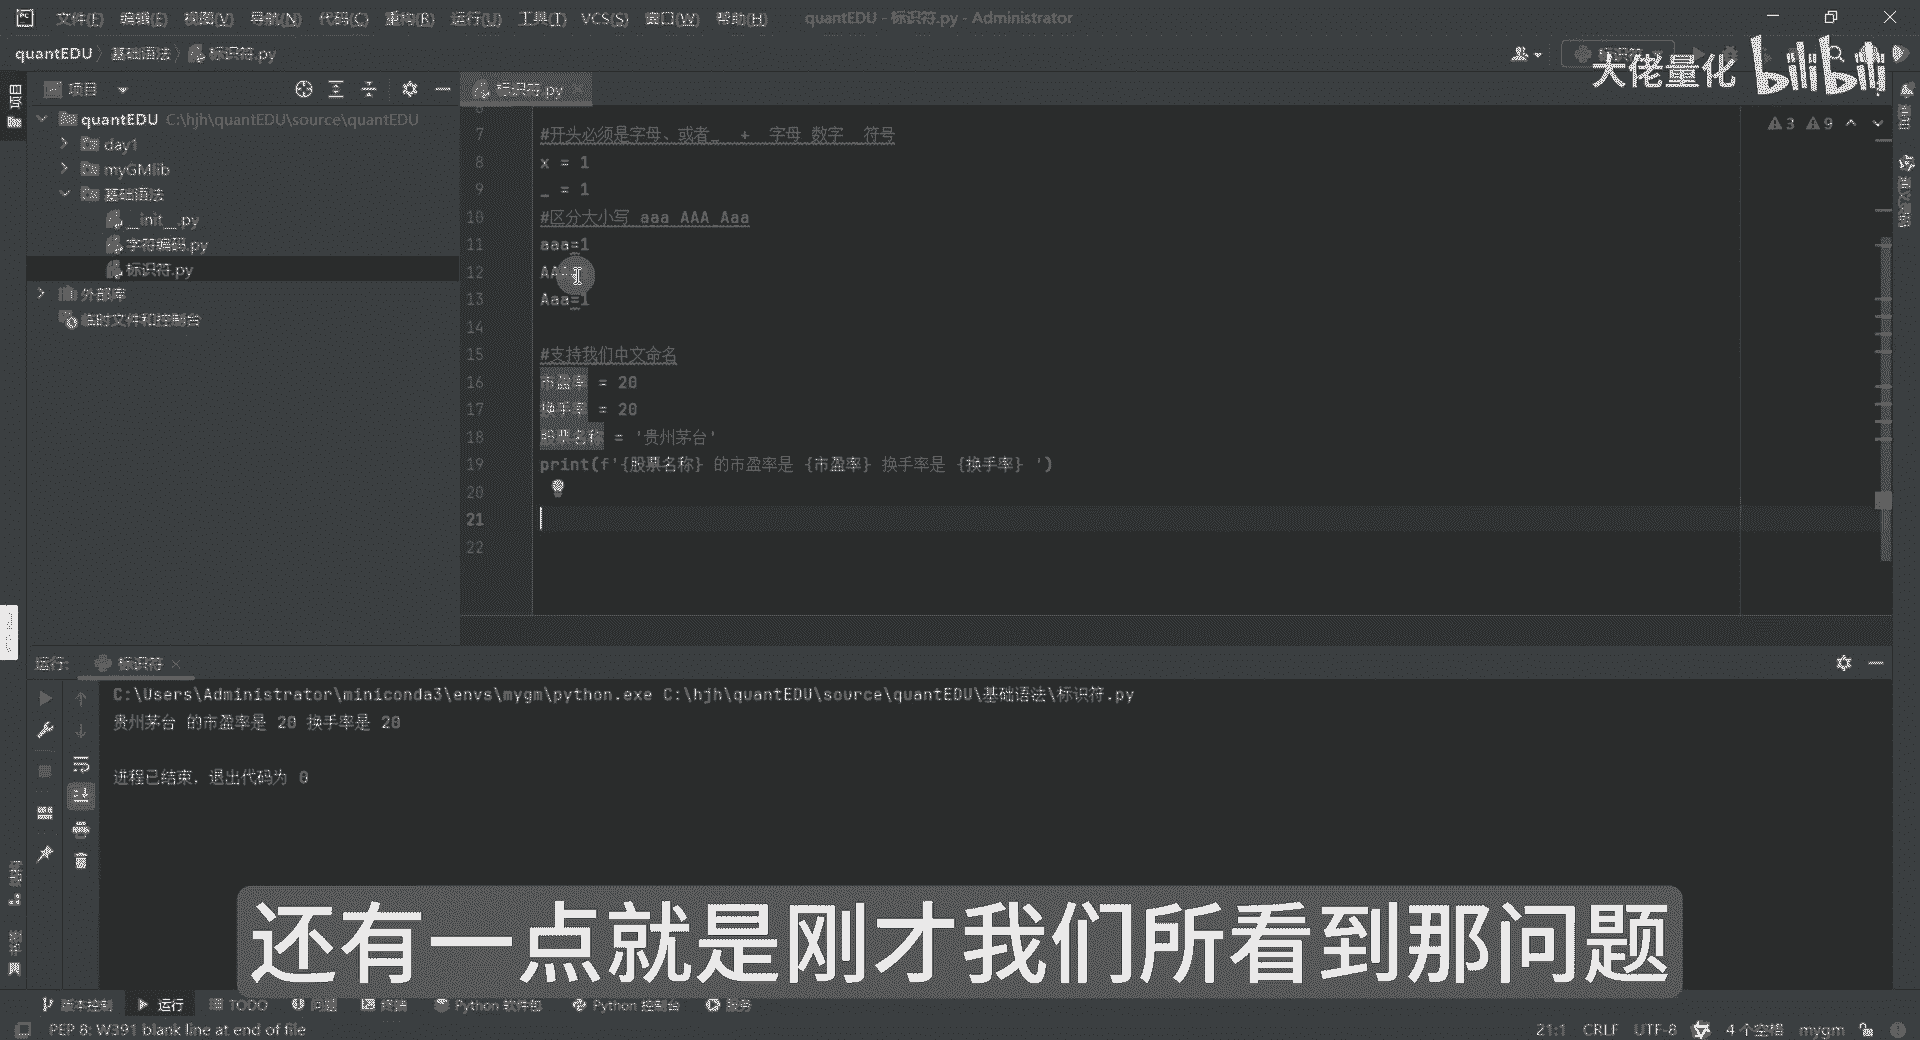 文件(F) 编辑(E) 视图(V) 导航(N) 代码(C) 重构(R) 运行(U) 工具(T) VCS(S) 窗口(W) 帮助(H) quantEDU - 标识符.py - Administrator
quantEDU 基础语法 标识符.py
大佬量化 bilibili
项目
项目
标识符.py
quantEDU C:\hjh\quantEDU\source\quantEDU
day1
myGMlib
基础语法
__init__.py
字符编码.py
标识符.py
外部库
临时文件和控制台
3 9
7 #开头必须是字母、或者_ + 字母 数字 _ 符号
8 x = 1
9 _ = 1
10 #区分大小写 aaa AAA Aaa
11 aaa=1
12
13 Aaa=1
14
15 #支持我们中文命名
16 市盈率 = 20
17 换手率 = 20
18 股票名称 = '贵州茅台'
19 print(f'{股票名称} 的市盈率是 {市盈率} 换手率是 {换手率} ')
20
21
22
运行: 标识符
C:\Users\Administrator\miniconda3\envs\mygm\python.exe C:\hjh\quantEDU\source\quantEDU\基础语法\标识符.py
贵州茅台 的市盈率是 20 换手率是 20
进程已结束，退出代码为 0
还有一点就是刚才我们所看到那问题
版本控制 运行 TODO 问题 终端 Python 软件包 Python 控制台 服务
PEP 8: W391 blank line at end of file
21:1 CRLF UTF-8 4 个空格 mygm